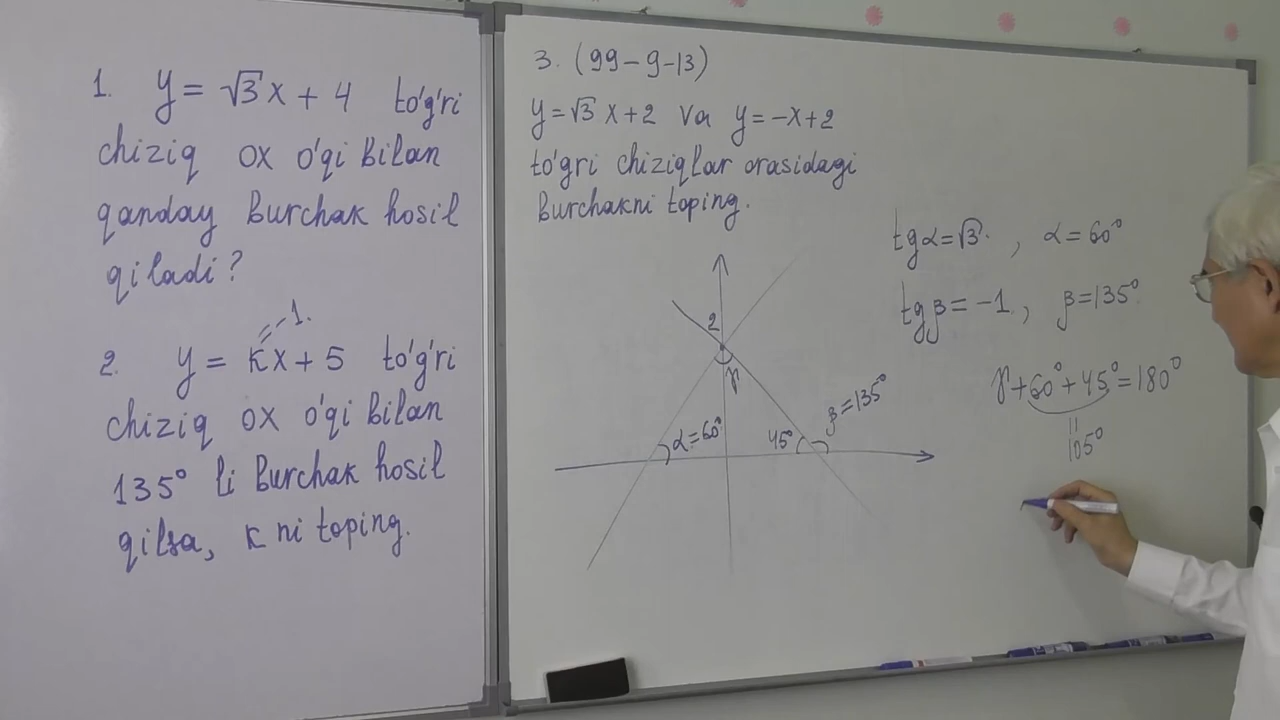 1. y = √3 x + 4 to'g'ri
chiziq ox o'qi bilan
qanday burchak hosil
qiladi?
-1.
2. y = kx + 5 to'g'ri
chiziq ox o'qi bilan
135° li burchak hosil
qilsa, k ni toping.
3. (99-9-13)
y = √3 x + 2 va y = -x + 2
to'gri chiziqlar orasidagi
burchakni toping.
tgα = √3. , α = 60°
tgβ = -1, β = 135°
γ + 60° + 45° = 180°
=
105°
2
γ
α = 60°
45°
β = 135°